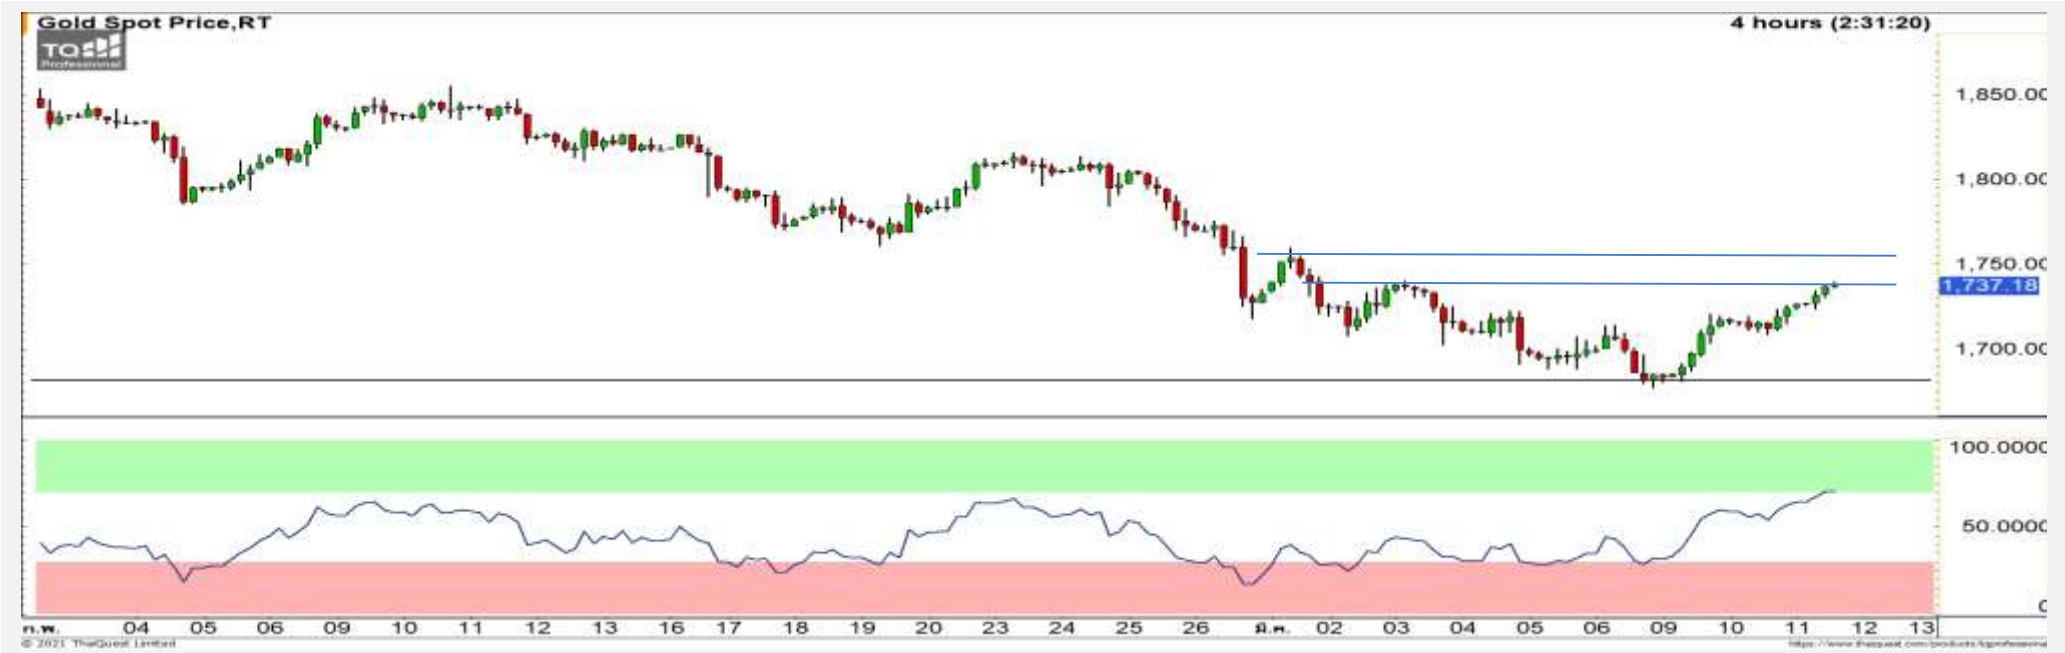 Gold Spot Price,RT
4 hours (2:31:20)
TQ
Professional
1,850.00
1,800.00
1,750.00
1,737.18
1,700.00
100.0000
50.0000
0
ก.พ. 04 05 06 09 10 11 12 13 16 17 18 19 20 23 24 25 26 มี.ค. 02 03 04 05 06 09 10 11 12 13
© 2021 ThaiQuest Limited